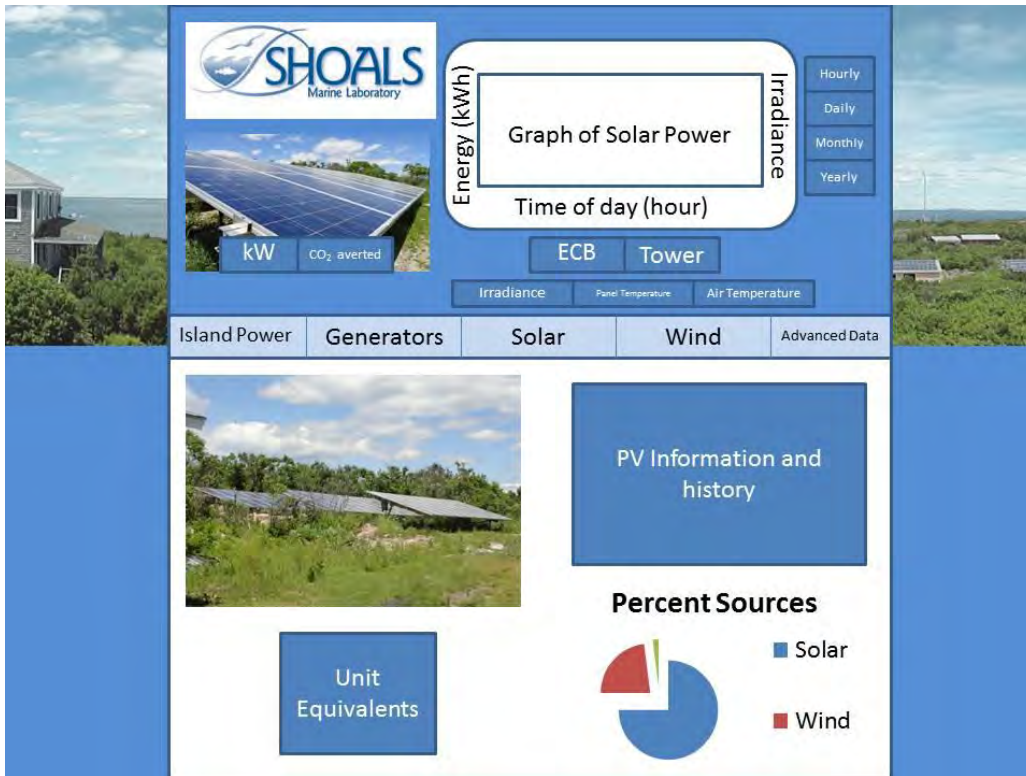 SHOALS
Marine Laboratory
Energy (kWh)
Graph of Solar Power
Irradiance
Time of day (hour)
Hourly
Daily
Monthly
Yearly
kW
CO₂ averted
ECB
Tower
Irradiance
Panel Temperature
Air Temperature
Island Power
Generators
Solar
Wind
Advanced Data
PV Information and
history
Unit
Equivalents
Percent Sources
Solar
Wind